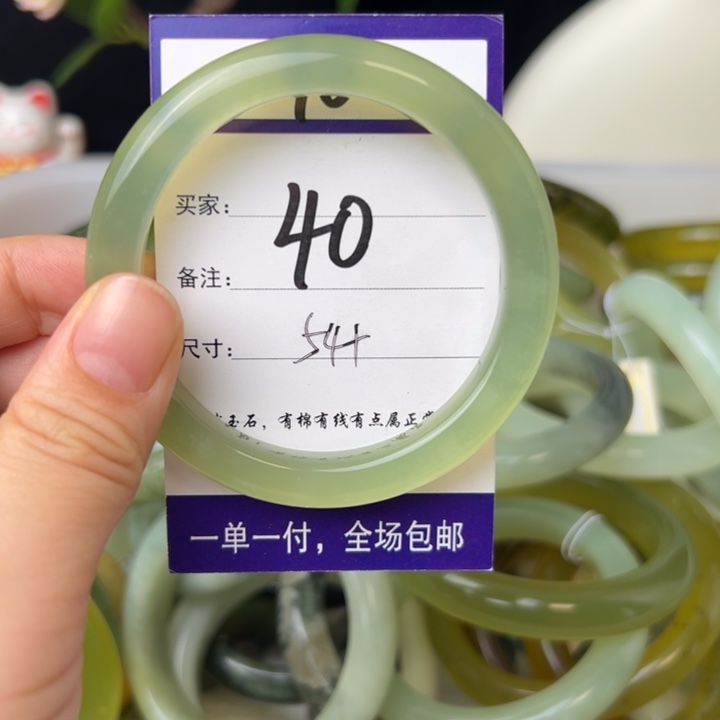 买家：
40
备注：
尺寸：
54+
玉石，有棉有线有点属正常
一单一付，全场包邮